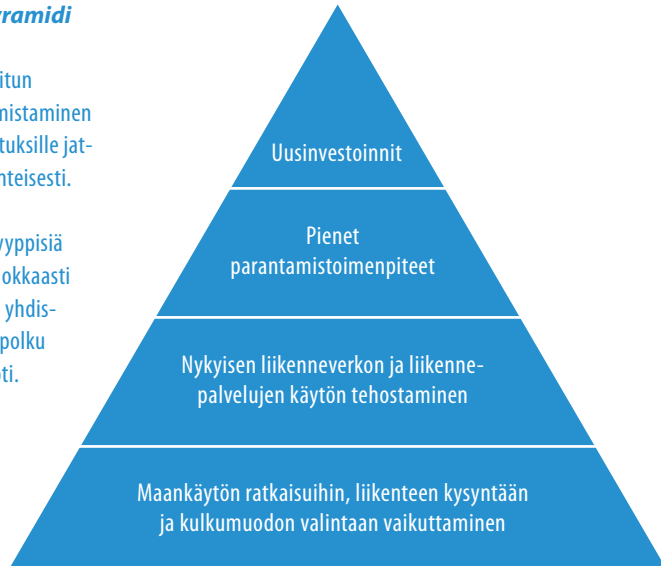 ramidi
itun
mistaminen
tuksille jat-
nteisesti.
yyppisiä
okkaasti
yhdis-
polku
ti.
Uusinvestoinnit
Pienet
parantamistoimenpiteet
Nykyisen liikenneverkon ja liikenne-
palvelujen käytön tehostaminen
Maankäytön ratkaisuihin, liikenteen kysyntään
ja kulkumuodon valintaan vaikuttaminen